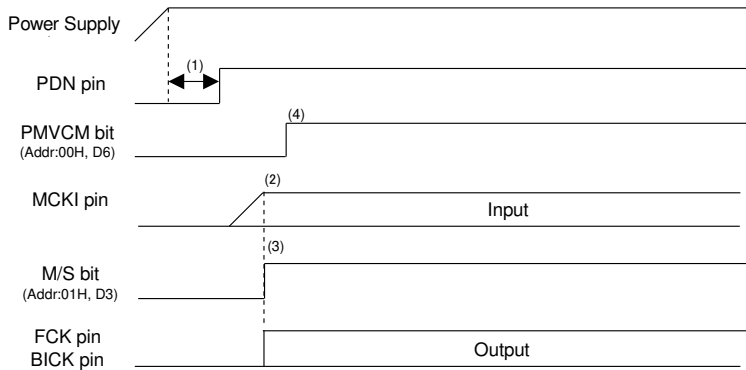 Power Supply
(1)
PDN pin
PMVCM bit
(Addr:00H, D6)
(4)
MCKI pin
(2)
Input
(3)
M/S bit
(Addr:01H, D3)
FCK pin
BICK pin
Output